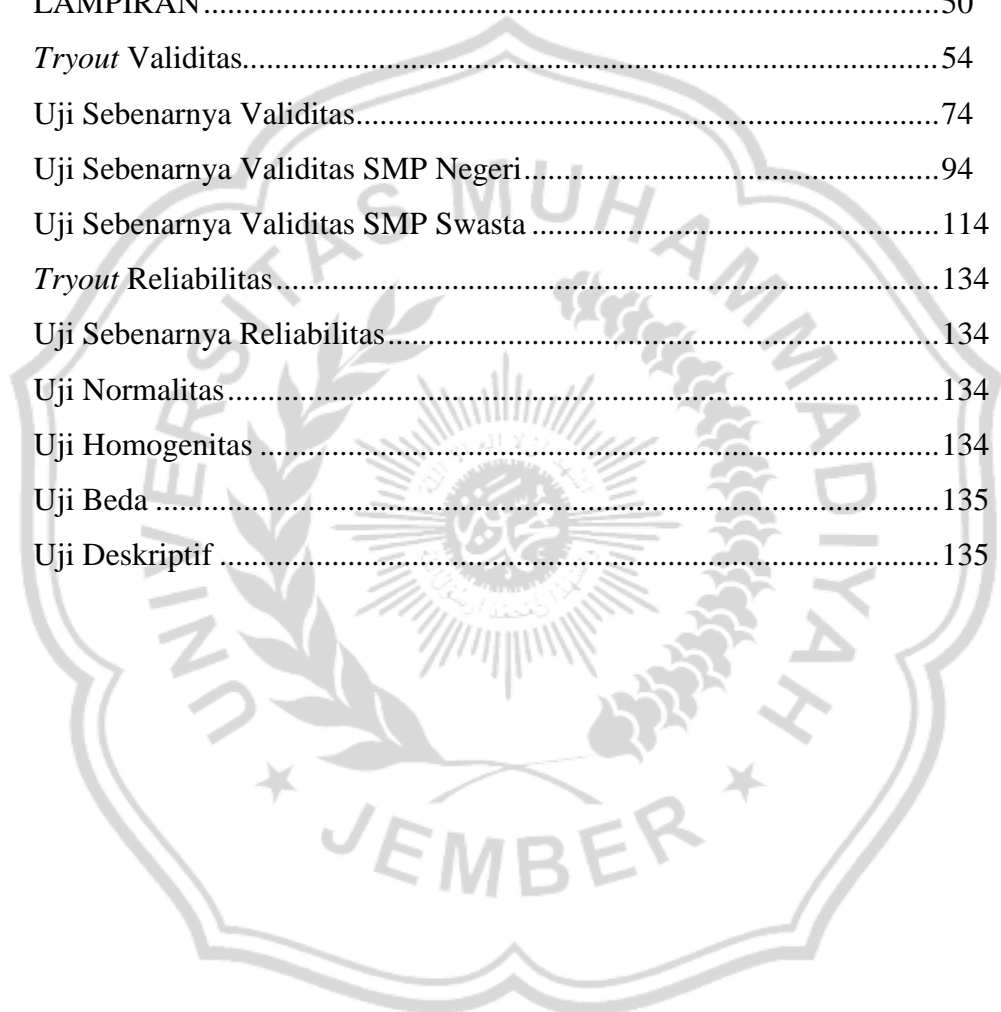 LAMPIRAN....................................................................................................50
Tryout Validitas...............................................................................................54
Uji Sebenarnya Validitas................................................................................74
Uji Sebenarnya Validitas SMP Negeri..........................................................94
Uji Sebenarnya Validitas SMP Swasta .......................................................114
Tryout Reliabilitas.........................................................................................134
Uji Sebenarnya Reliabilitas..........................................................................134
Uji Normalitas................................................................................................134
Uji Homogenitas ...........................................................................................134
Uji Beda .........................................................................................................135
Uji Deskriptif .................................................................................................135
UNIVERSITAS MUHAMMADIYAH
JEMBER